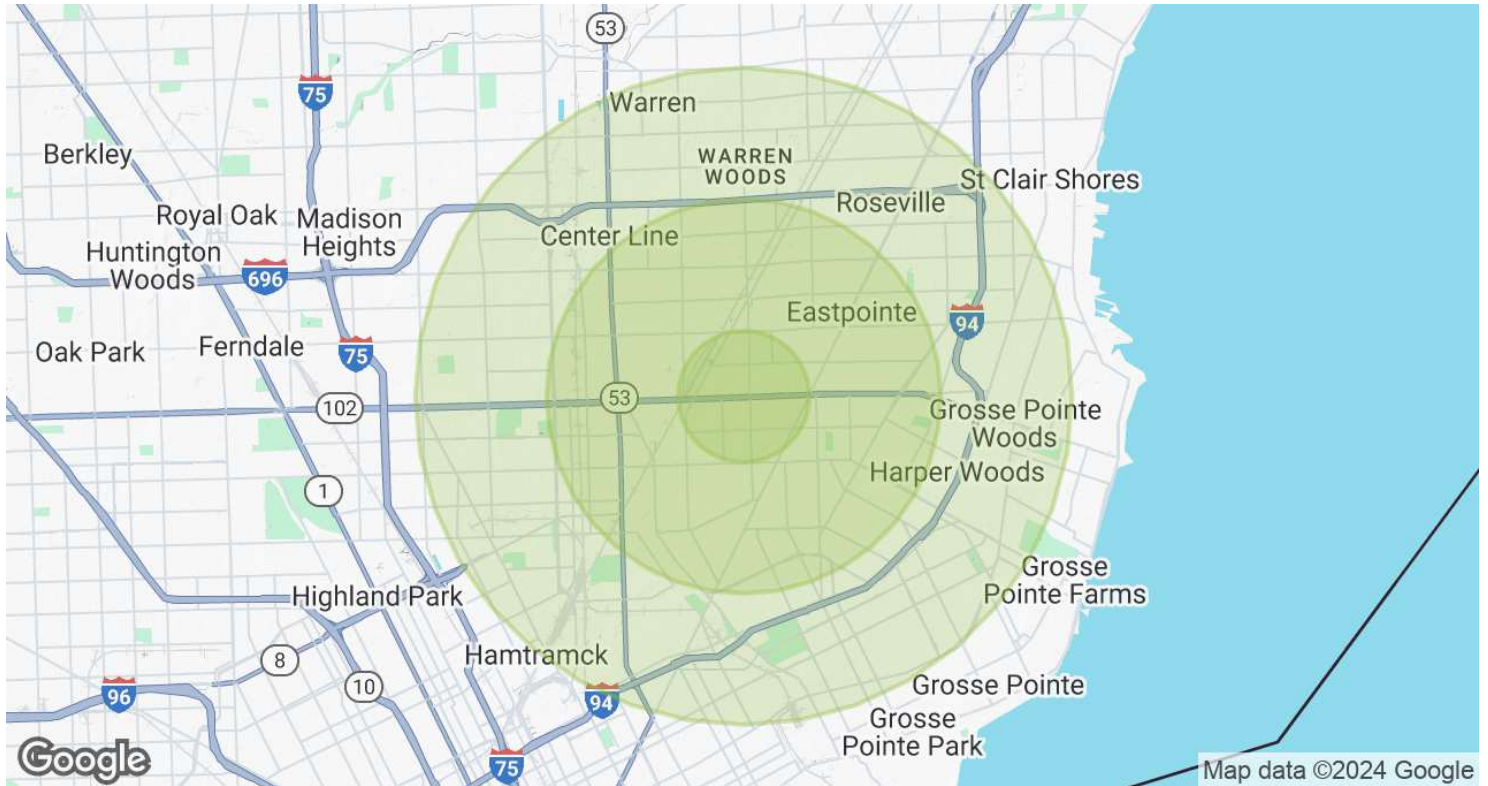 53
75
Warren
Berkley
WARREN
WOODS
St Clair Shores
Royal Oak
Madison
Heights
Roseville
Center Line
Huntington
Woods
696
Eastpointe
94
Oak Park
Ferndale
75
102
53
Grosse Pointe
Woods
Harper Woods
1
Grosse
Pointe Farms
Highland Park
Hamtramck
8
10
96
94
Grosse Pointe
Grosse
Pointe Park
75
Google
Map data ©2024 Google